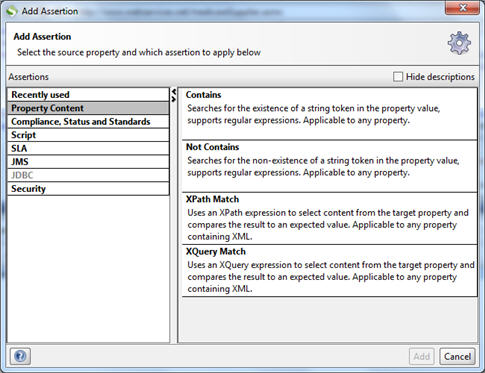 Add Assertion
Add Assertion
Select the source property and which assertion to apply below
Assertions
Hide descriptions
Recently used
Property Content
Compliance, Status and Standards
Script
SLA
JMS
JDBC
Security
Contains
Searches for the existence of a string token in the property value,
supports regular expressions. Applicable to any property.
Not Contains
Searches for the non-existence of a string token in the property value,
supports regular expressions. Applicable to any property.
XPath Match
Uses an XPath expression to select content from the target property and
compares the result to an expected value. Applicable to any property
containing XML.
XQuery Match
Uses an XQuery expression to select content from the target property and
compares the result to an expected value. Applicable to any property
containing XML.
?
Add
Cancel